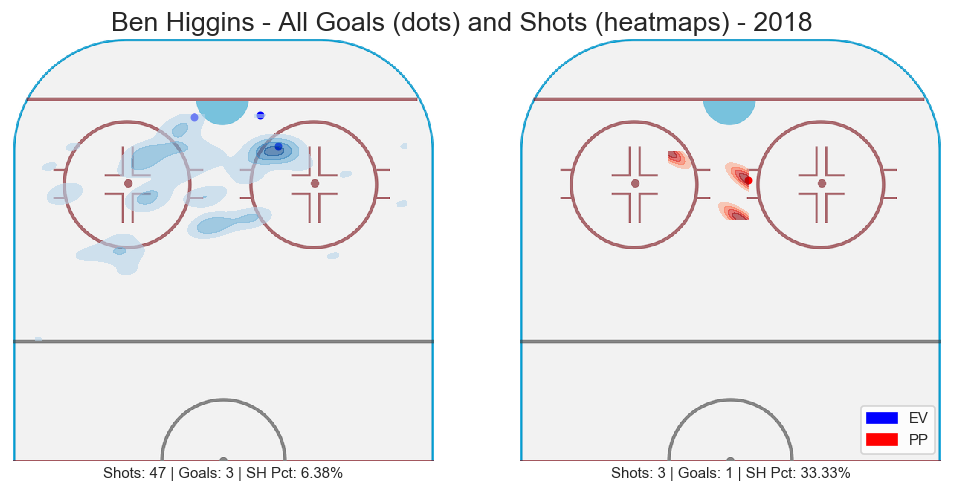 Ben Higgins - All Goals (dots) and Shots (heatmaps) - 2018
EV
PP
Shots: 47 | Goals: 3 | SH Pct: 6.38%
Shots: 3 | Goals: 1 | SH Pct: 33.33%